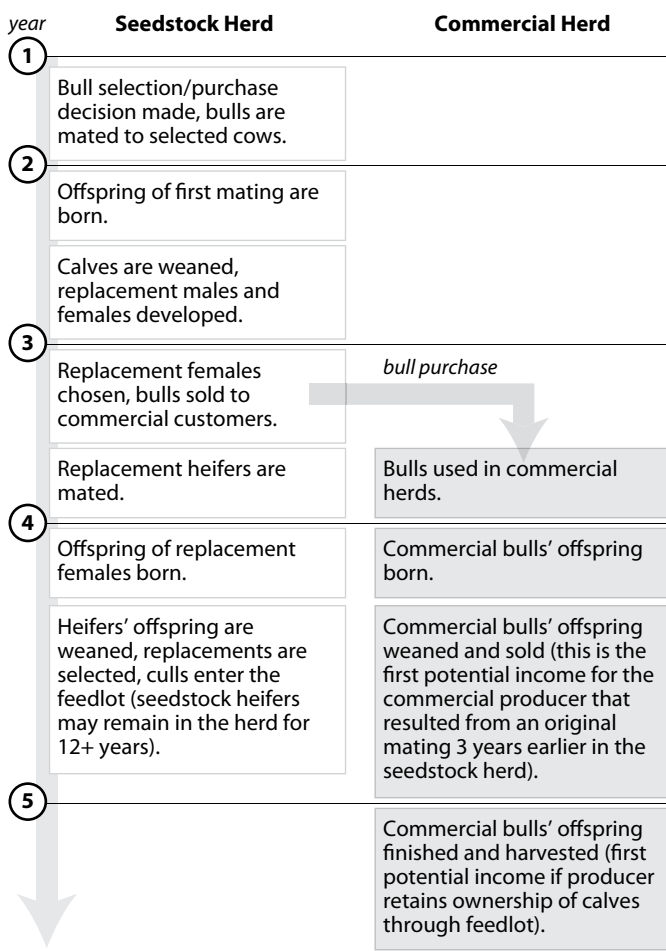 year
Seedstock Herd
Commercial Herd
1
Bull selection/purchase
decision made, bulls are
mated to selected cows.
2
Offspring of first mating are
born.
Calves are weaned,
replacement males and
females developed.
3
Replacement females
chosen, bulls sold to
commercial customers.
bull purchase
Replacement heifers are
mated.
Bulls used in commercial
herds.
4
Offspring of replacement
females born.
Commercial bulls’ offspring
born.
Heifers’ offspring are
weaned, replacements are
selected, culls enter the
feedlot (seedstock heifers
may remain in the herd for
12+ years).
Commercial bulls’ offspring
weaned and sold (this is the
first potential income for the
commercial producer that
resulted from an original
mating 3 years earlier in the
seedstock herd).
5
Commercial bulls’ offspring
finished and harvested (first
potential income if producer
retains ownership of calves
through feedlot).